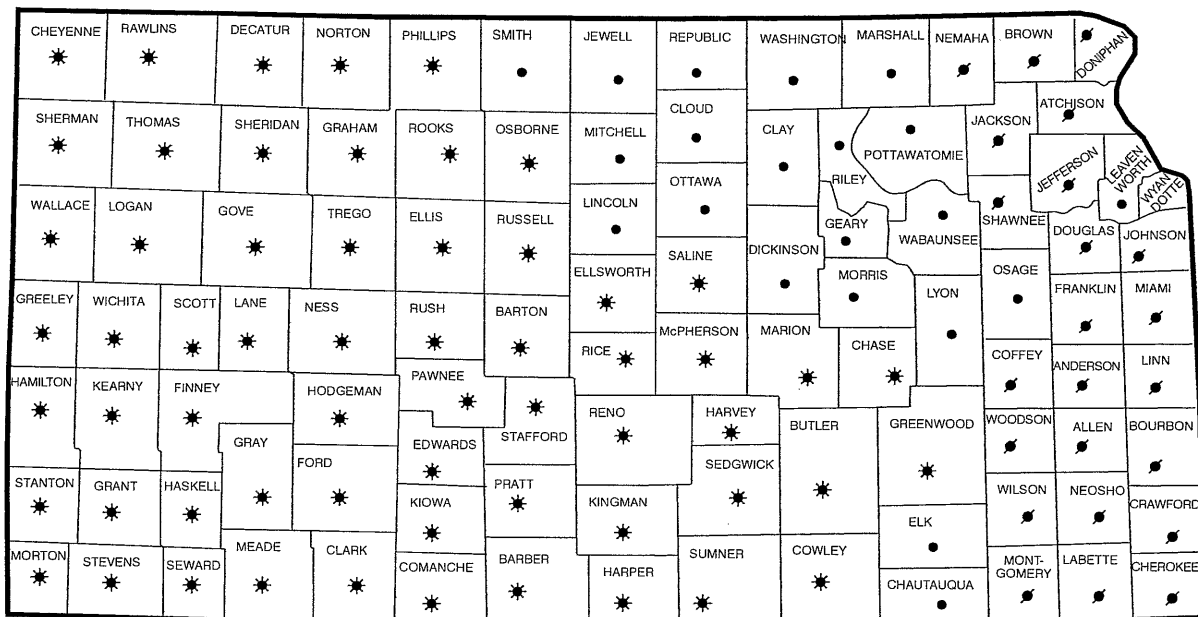 CHEYENNE
RAWLINS
DECATUR
NORTON
PHILLIPS
SMITH
JEWELL
REPUBLIC
WASHINGTON
MARSHALL
NEMAHA
BROWN
DONIPHAN
SHERMAN
THOMAS
SHERIDAN
GRAHAM
ROOKS
OSBORNE
MITCHELL
CLOUD
CLAY
RILEY
POTTAWATOMIE
JACKSON
ATCHISON
JEFFERSON
LEAVEN
WORTH
WYAN
DOTTE
WALLACE
LOGAN
GOVE
TREGO
ELLIS
RUSSELL
LINCOLN
OTTAWA
DICKINSON
GEARY
WABAUNSEE
SHAWNEE
DOUGLAS
JOHNSON
ELLSWORTH
SALINE
MORRIS
LYON
OSAGE
FRANKLIN
MIAMI
GREELEY
WICHITA
SCOTT
LANE
NESS
RUSH
BARTON
RICE
McPHERSON
MARION
CHASE
COFFEY
ANDERSON
LINN
HAMILTON
KEARNY
FINNEY
HODGEMAN
PAWNEE
STAFFORD
RENO
HARVEY
BUTLER
GREENWOOD
WOODSON
ALLEN
BOURBON
GRAY
FORD
EDWARDS
SEDGWICK
STANTON
GRANT
HASKELL
KIOWA
PRATT
KINGMAN
ELK
WILSON
NEOSHO
CRAWFORD
MORTON
STEVENS
SEWARD
MEADE
CLARK
COMANCHE
BARBER
HARPER
SUMNER
COWLEY
CHAUTAUQUA
MONT-
GOMERY
LABETTE
CHEROKEE